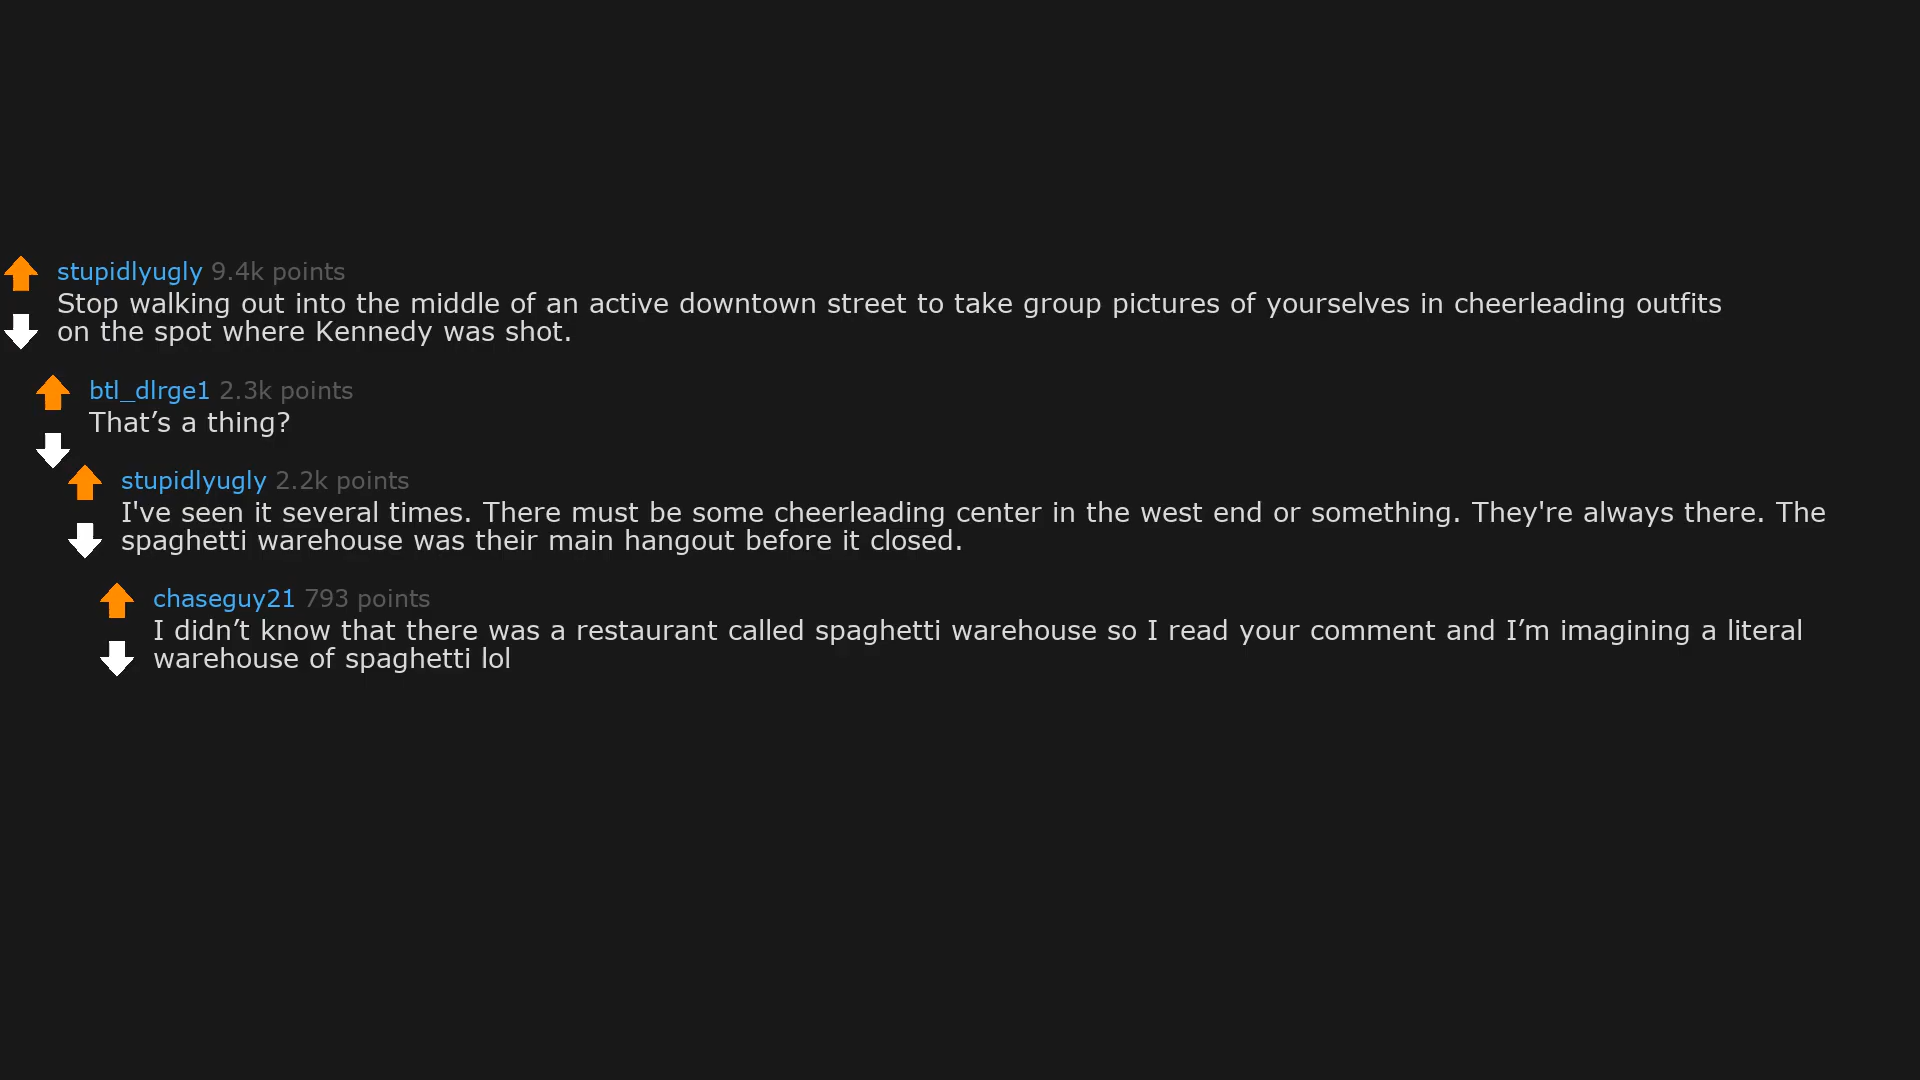 stupidlyugly 9.4k points
Stop walking out into the middle of an active downtown street to take group pictures of yourselves in cheerleading outfits
on the spot where Kennedy was shot.
btl_dlrge1 2.3k points
That’s a thing?
stupidlyugly 2.2k points
I've seen it several times. There must be some cheerleading center in the west end or something. They're always there. The
spaghetti warehouse was their main hangout before it closed.
chaseguy21 793 points
I didn’t know that there was a restaurant called spaghetti warehouse so I read your comment and I’m imagining a literal
warehouse of spaghetti lol